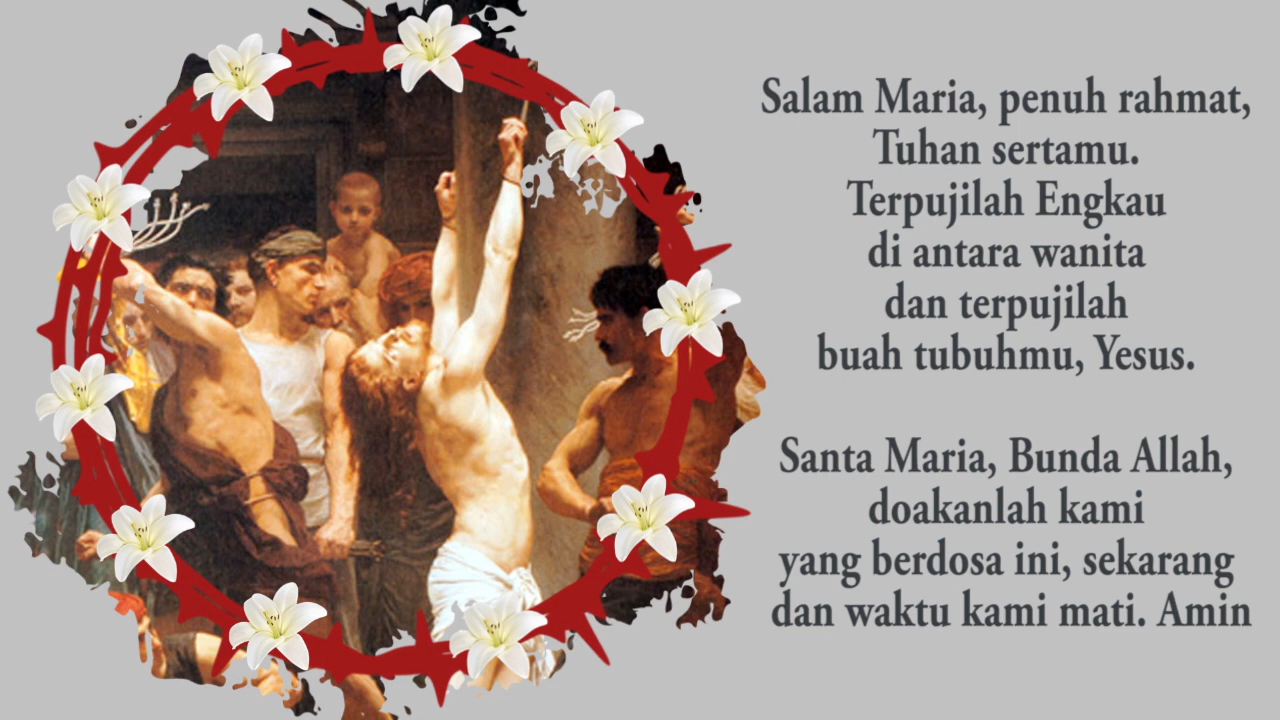 Salam Maria, penuh rahmat,
Tuhan sertamu.
Terpujilah Engkau
di antara wanita
dan terpujilah
buah tubuhmu, Yesus.
Santa Maria, Bunda Allah,
doakanlah kami
yang berdosa ini, sekarang
dan waktu kami mati. Amin